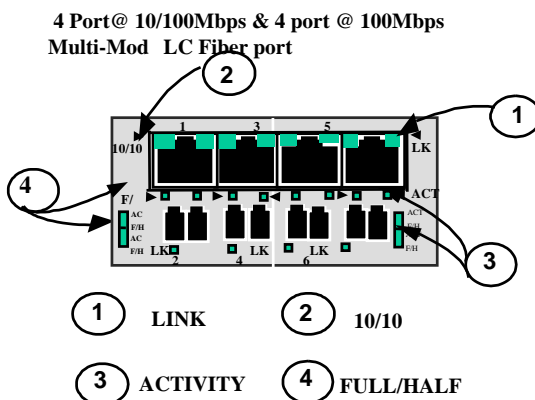 4 Port@ 10/100Mbps & 4 port @ 100Mbps
Multi-Mod LC Fiber port
2
1
1 3 5
10/10 LK
4
F/ ACT
AC ACT
F/H F/H
AC
F/H F/H
LK LK LK
2 4 6
3
1 LINK 2 10/10
3 ACTIVITY 4 FULL/HALF